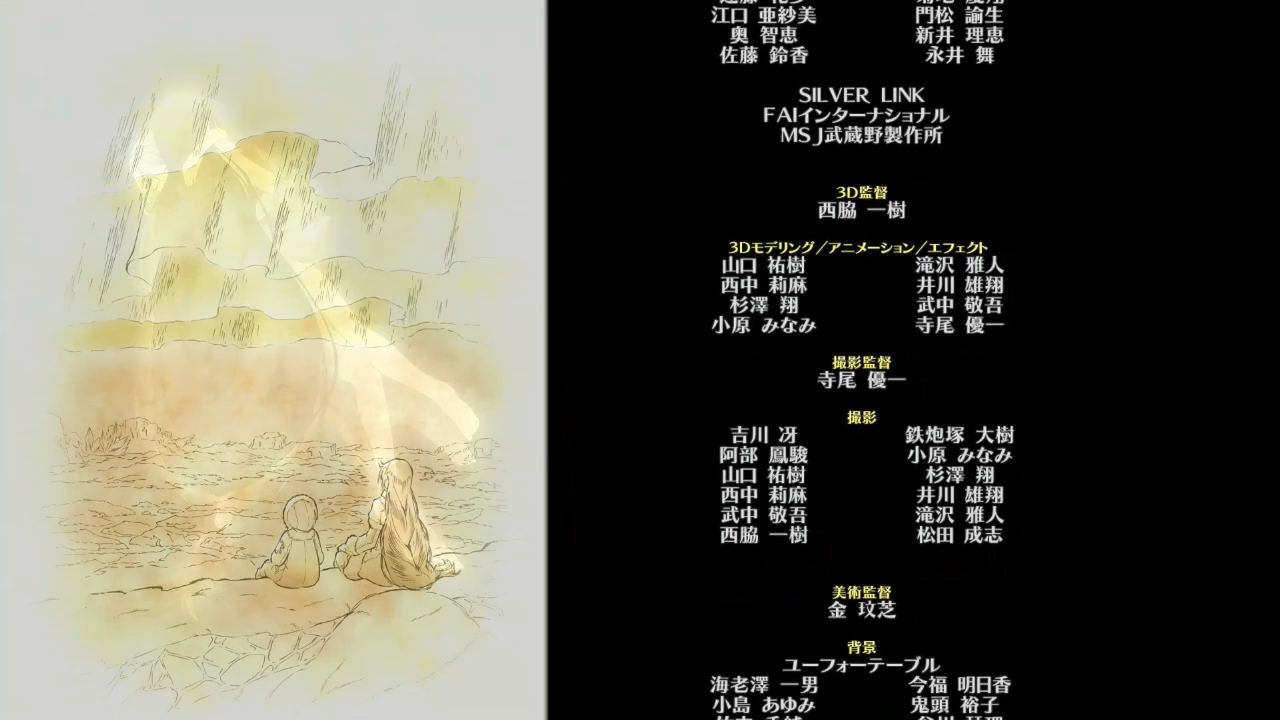 江口 亜紗美 門松 諭生
奥 智恵 新井 理恵
佐藤 鈴香 永井 舞
SILVER LINK
FAIインターナショナル
MSJ武蔵野製作所
3D監督
西脇 一樹
3Dモデリング／アニメーション／エフェクト
山口 祐樹 滝沢 雅人
西中 莉麻 井川 雄翔
杉澤 翔 武中 敬吾
小原 みなみ 寺尾 優一
撮影監督
寺尾 優一
撮影
吉川 冴 鉄炮塚 大樹
阿部 鳳駿 小原 みなみ
山口 祐樹 杉澤 翔
西中 莉麻 井川 雄翔
武中 敬吾 滝沢 雅人
西脇 一樹 松田 成志
美術監督
金 玟芝
背景
ユーフォーテーブル
海老澤 一男 今福 明日香
小島 あゆみ 鬼頭 裕子